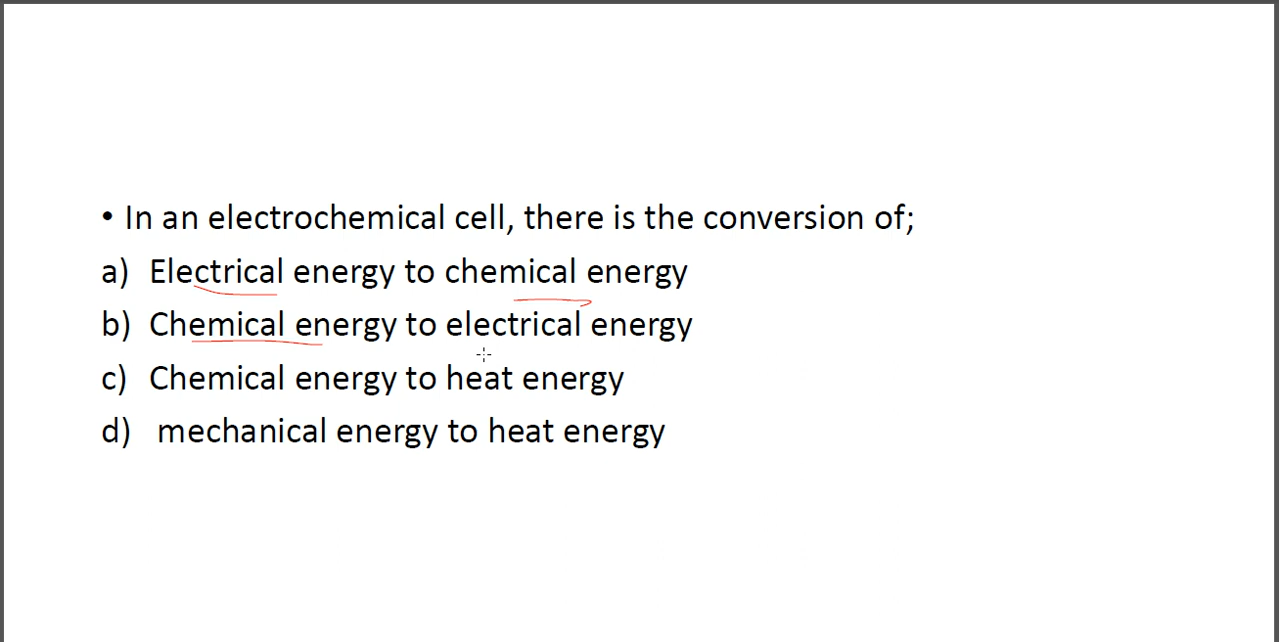 • In an electrochemical cell, there is the conversion of;
a) Electrical energy to chemical energy
b) Chemical energy to electrical energy
c) Chemical energy to heat energy
d) mechanical energy to heat energy